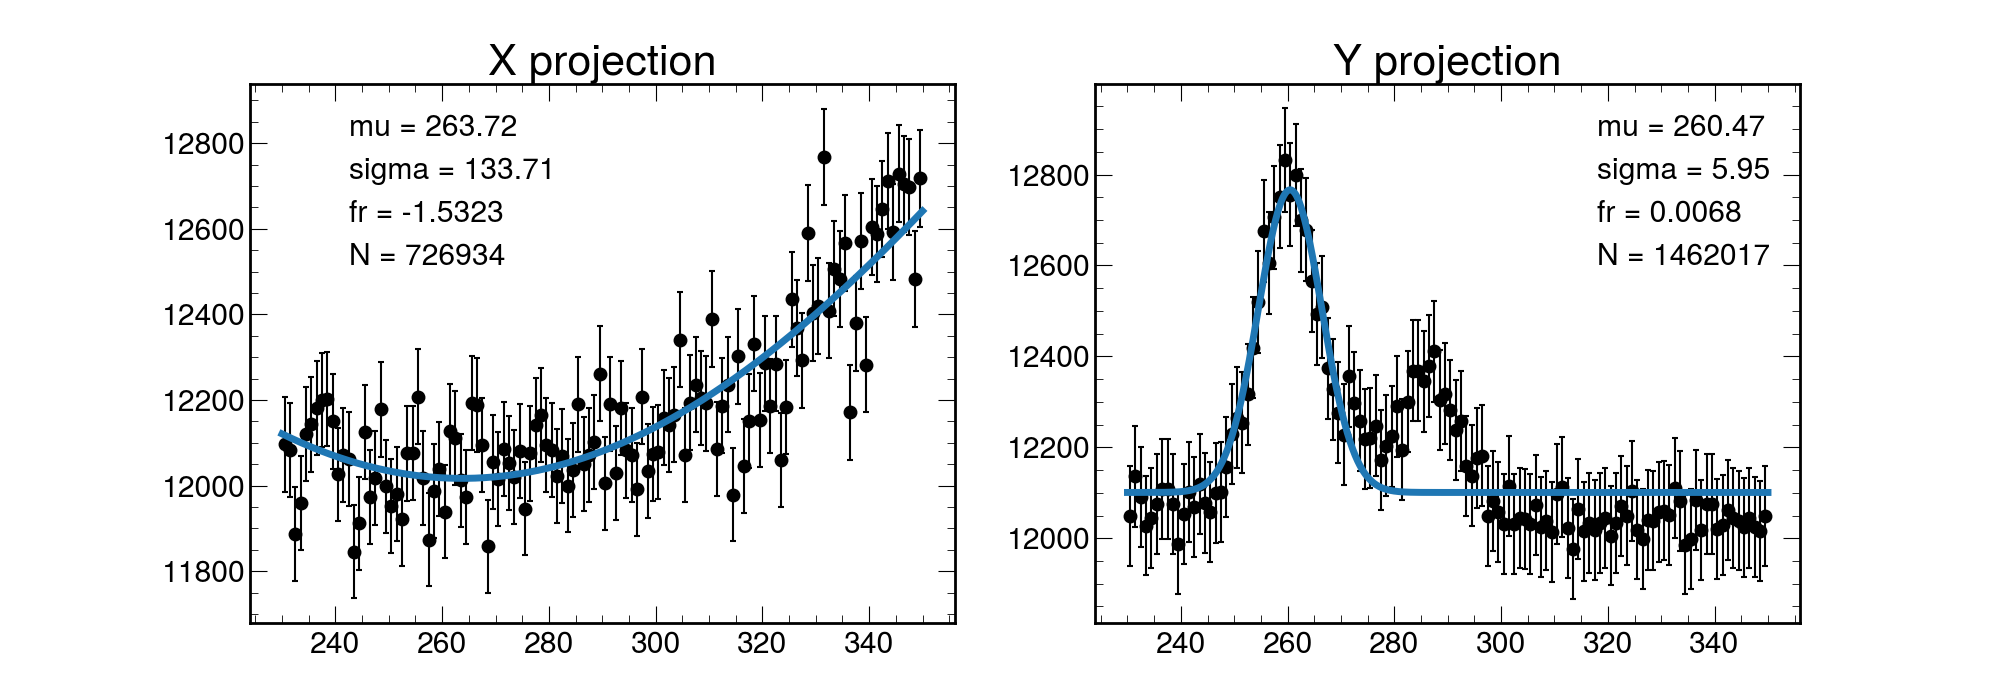 X projection
mu = 263.72
sigma = 133.71
fr = -1.5323
N = 726934
12800
12600
12400
12200
12000
11800
240 260 280 300 320 340
Y projection
mu = 260.47
sigma = 5.95
fr = 0.0068
N = 1462017
12800
12600
12400
12200
12000
240 260 280 300 320 340